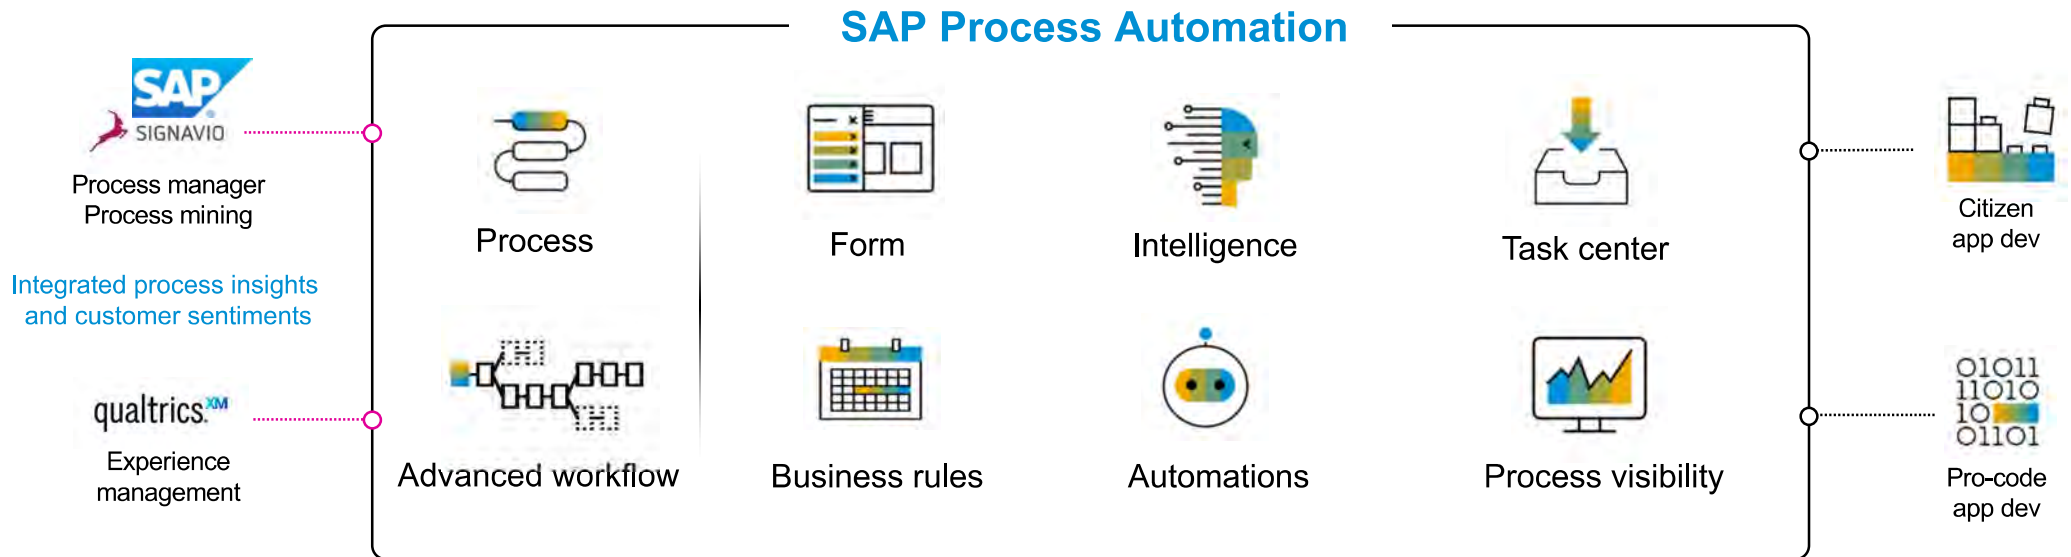 SAP Process Automation
SAP
SIGNAVIO
Process manager
Process mining
Integrated process insights
and customer sentiments
qualtrics.XM
Experience
management
Process
Form
Intelligence
Task center
Advanced workflow
Business rules
Automations
Process visibility
Citizen
app dev
01011
11010
10
01101
Pro-code
app dev